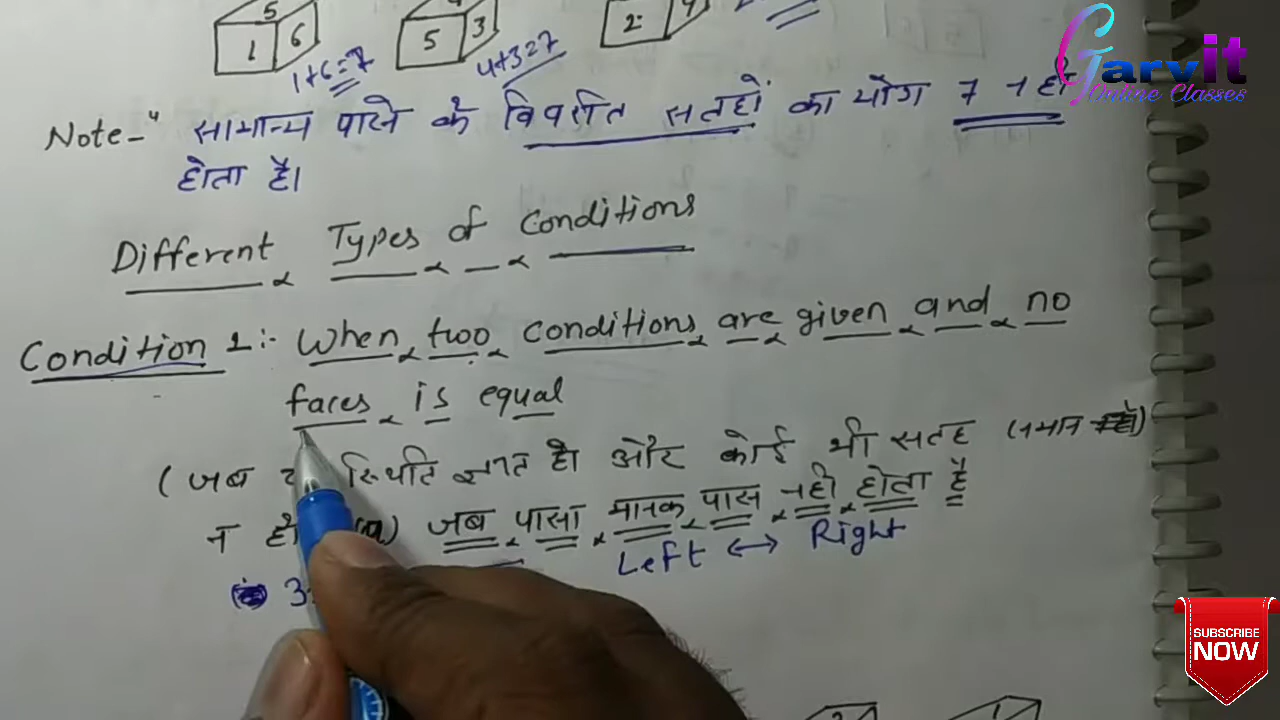 5
1 6
5 3
2
1+6=7
4+3=7
Garvit
Online Classes
Note-" सामान्य पासे के विपरीत सतहों का योग 7 नही
होता है।
Different Types of Conditions
Condition 1:- When two conditions are given and no
faces is equal
(जब स्थिति ज्ञात हो और कोई भी सतह समान
न हो (a) जब पासा मानक पास नही होता है
Left ↔ Right
3
SUBSCRIBE
NOW